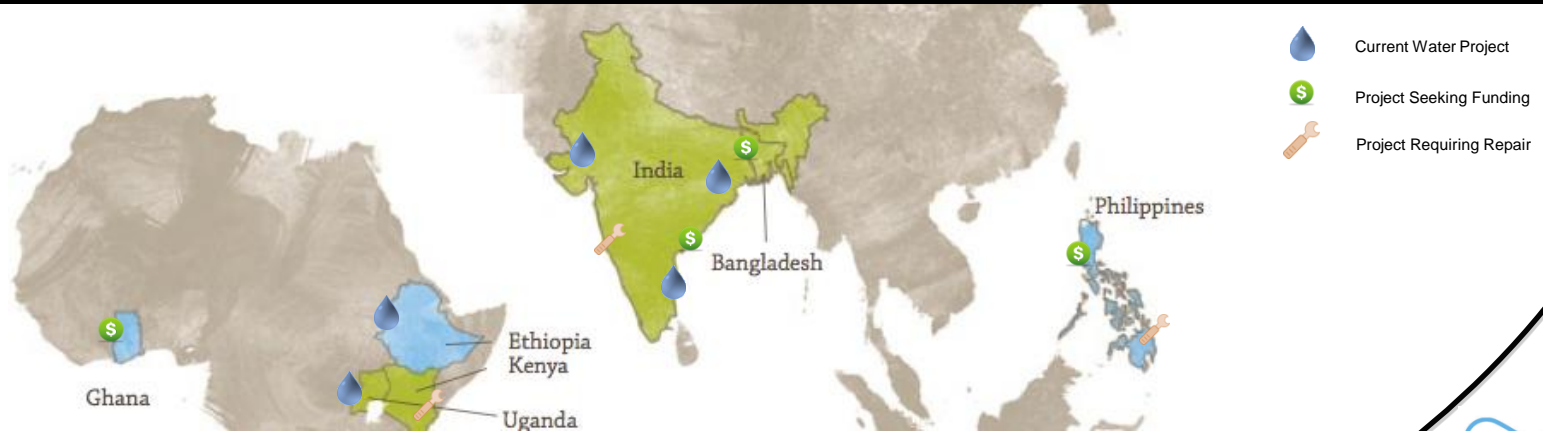 Current Water Project
$ Project Seeking Funding
Project Requiring Repair
$
India
$
Bangladesh
Philippines
$
$
Ghana
Ethiopia
Kenya
Uganda